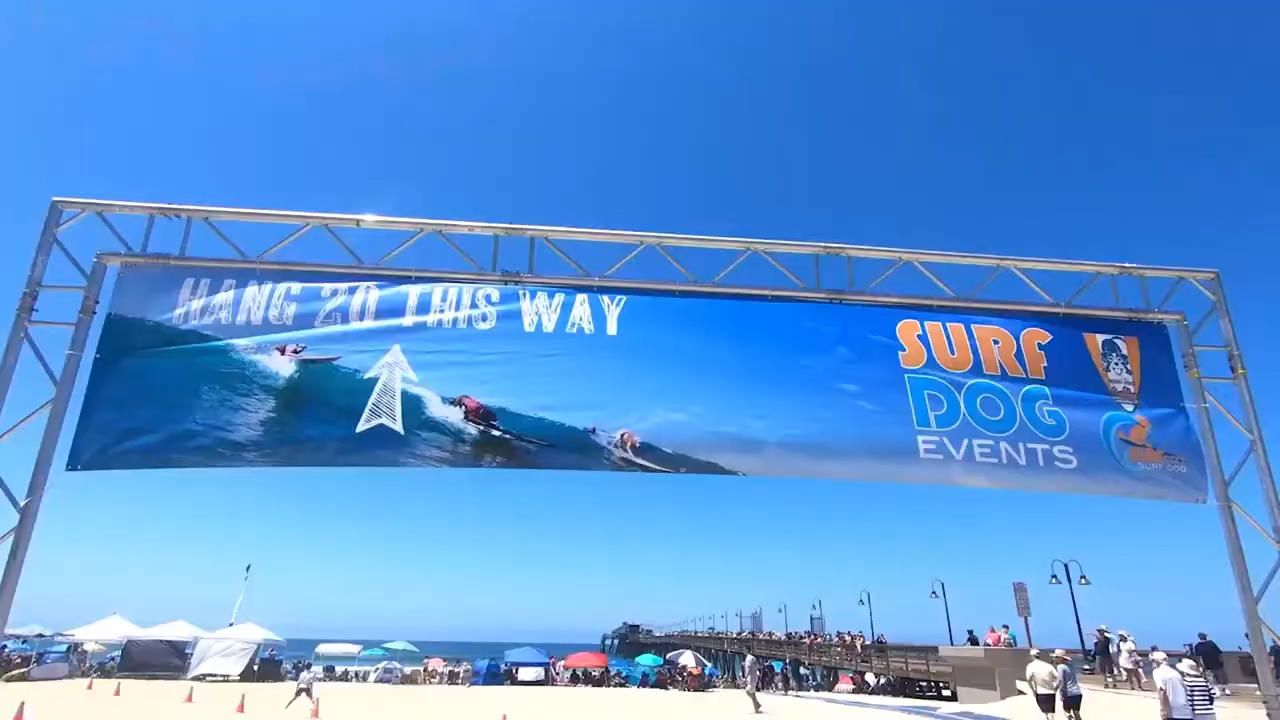 HANG 20 THIS WAY
SURF
DOG
EVENTS
SURF DOG